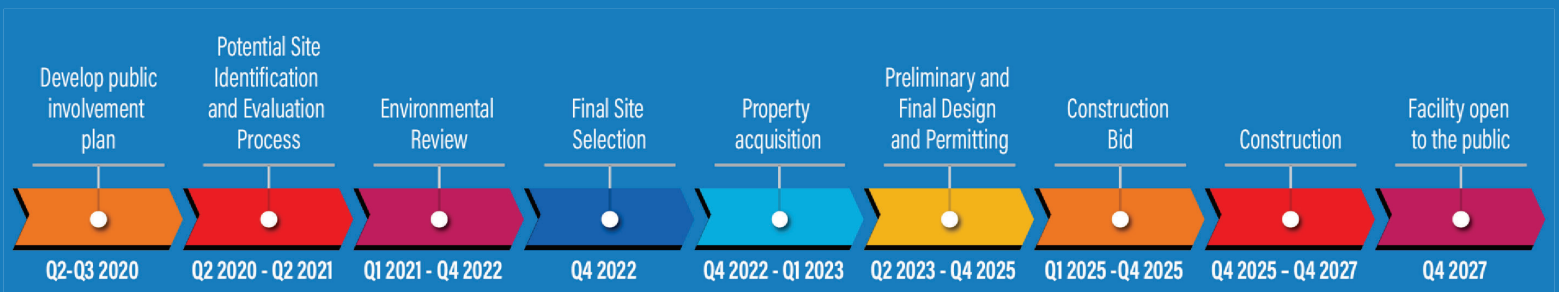 Develop public
involvement
plan
Potential Site
Identification
and Evaluation
Process
Environmental
Review
Final Site
Selection
Property
acquisition
Preliminary and
Final Design
and Permitting
Construction
Bid
Construction
Facility open
to the public
Q2-Q3 2020
Q2 2020 - Q2 2021
Q1 2021 - Q4 2022
Q4 2022
Q4 2022 - Q1 2023
Q2 2023 - Q4 2025
Q1 2025 -Q4 2025
Q4 2025 – Q4 2027
Q4 2027